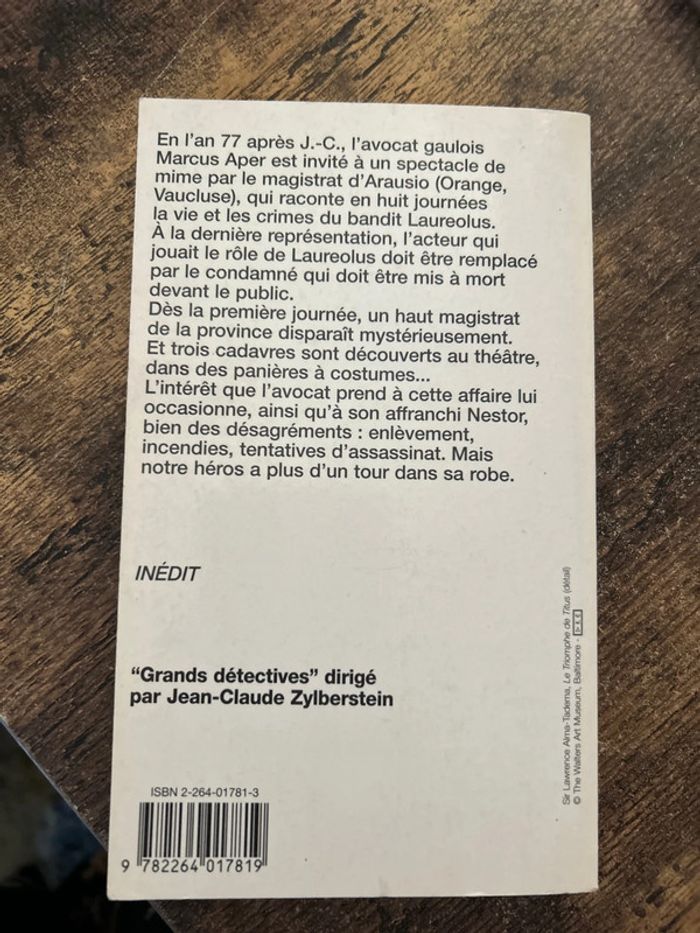 En l'an 77 après J.-C., l'avocat gaulois
Marcus Aper est invité à un spectacle de
mime par le magistrat d'Arausio (Orange,
Vaucluse), qui raconte en huit journées
la vie et les crimes du bandit Laureolus.
À la dernière représentation, l'acteur qui
jouait le rôle de Laureolus doit être remplacé
par le condamné qui doit être mis à mort
devant le public.
Dès la première journée, un haut magistrat
de la province disparaît mystérieusement.
Et trois cadavres sont découverts au théâtre,
dans des panières à costumes...
L'intérêt que l'avocat prend à cette affaire lui
occasionne, ainsi qu'à son affranchi Nestor,
bien des désagréments : enlèvement,
incendies, tentatives d'assassinat. Mais
notre héros a plus d'un tour dans sa robe.
INÉDIT
"Grands détectives" dirigé
par Jean-Claude Zylberstein
ISBN 2-264-01781-3
9 782264 017819
Sir Lawrence Alma-Tadema, Le Triomphe de Titus (détail)
© The Walters Art Museum, Baltimore -